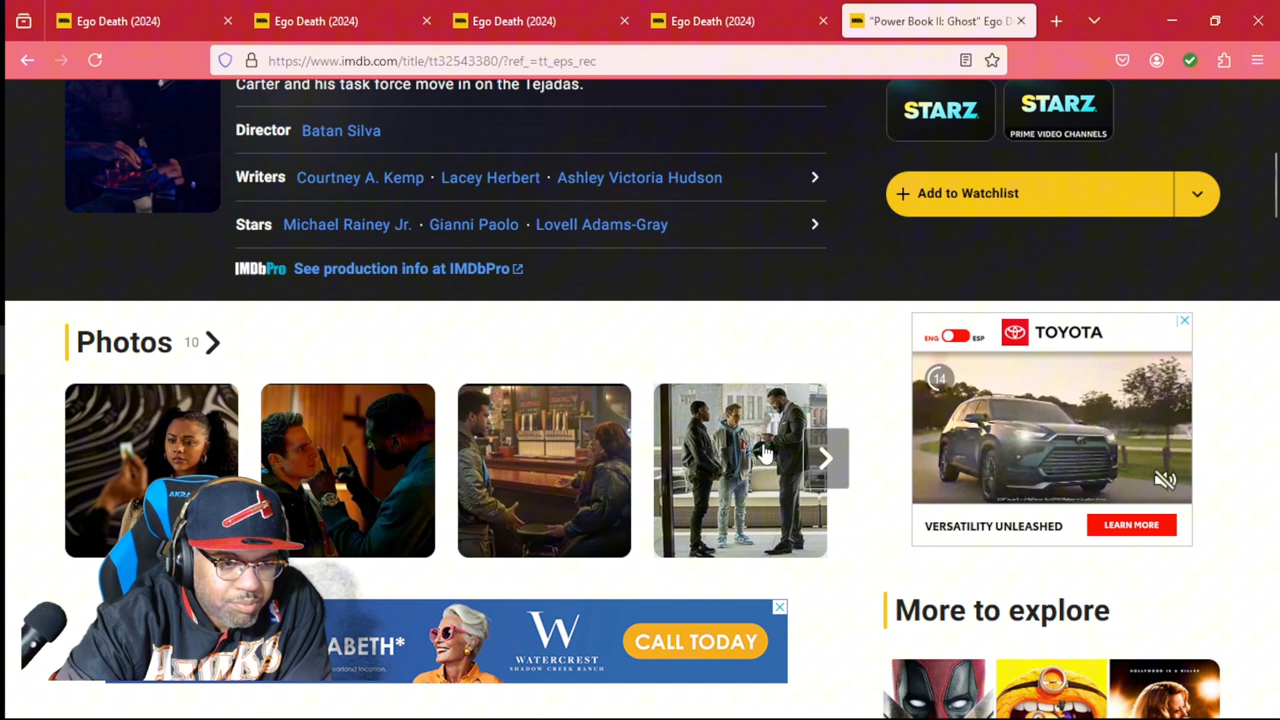 Ego Death (2024)
Ego Death (2024)
Ego Death (2024)
Ego Death (2024)
"Power Book II: Ghost" Ego D
https://www.imdb.com/title/tt32543380/?ref_=tt_eps_rec
Carter and his task force move in on the Tejadas.
Director Batan Silva
Writers Courtney A. Kemp · Lacey Herbert · Ashley Victoria Hudson
Stars Michael Rainey Jr. · Gianni Paolo · Lovell Adams-Gray
IMDbPro See production info at IMDbPro
STARZ
STARZ
PRIME VIDEO CHANNELS
+ Add to Watchlist
Photos 10
ENG ESP TOYOTA
14
VERSATILITY UNLEASHED LEARN MORE
AKRA
ABETH*
W
WATERCREST
SHADOW CREEK RANCH
CALL TODAY
More to explore